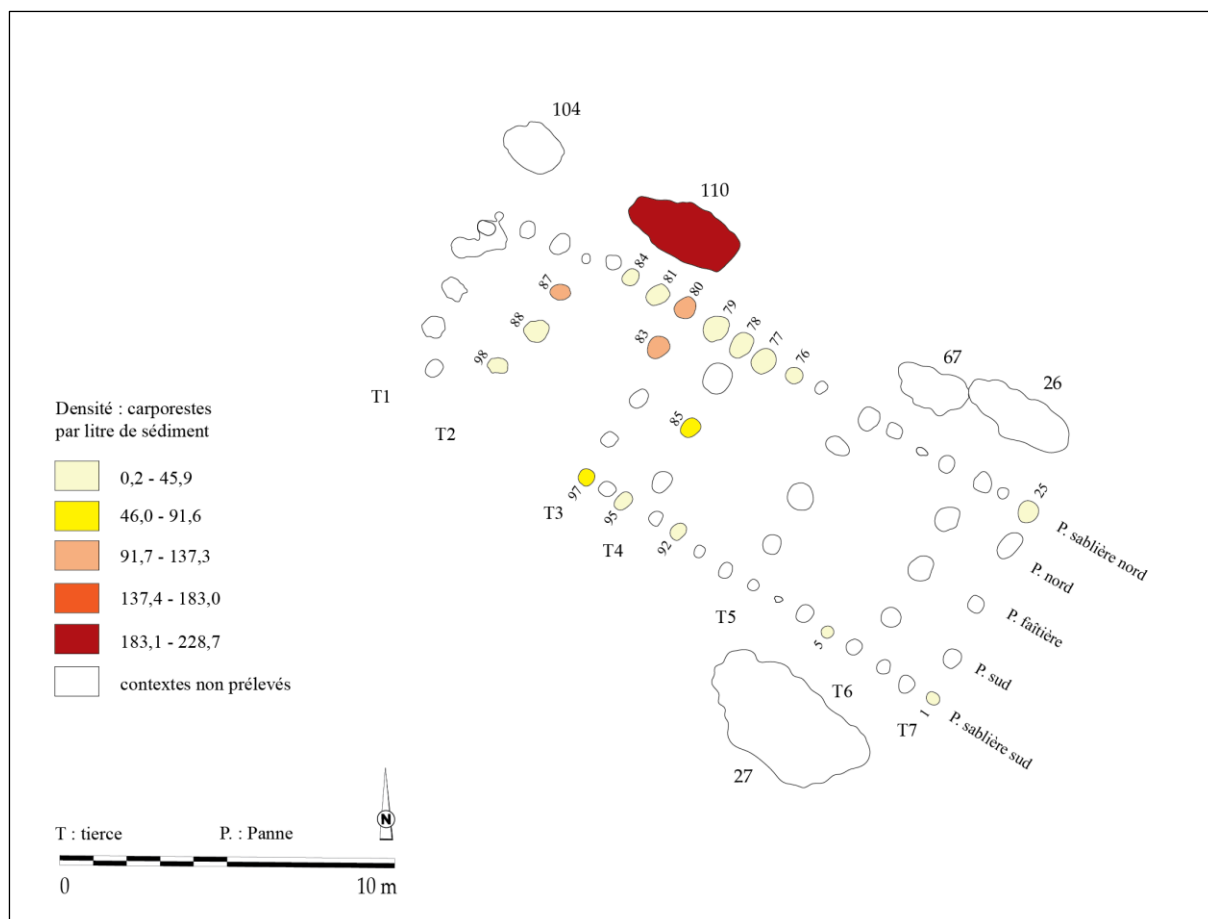 104
110
84
81
80
79
78
77
76
87
88
98
83
85
67
26
T1
T2
Densité : carporestes
par litre de sédiment
0,2 - 45,9
46,0 - 91,6
91,7 - 137,3
137,4 - 183,0
183,1 - 228,7
contextes non prélevés
97
95
92
T3
T4
T5
5
T6
1
T7
27
25
P. sablière nord
P. nord
P. faîtière
P. sud
P. sablière sud
N
T : tierce P. : Panne
0 10 m